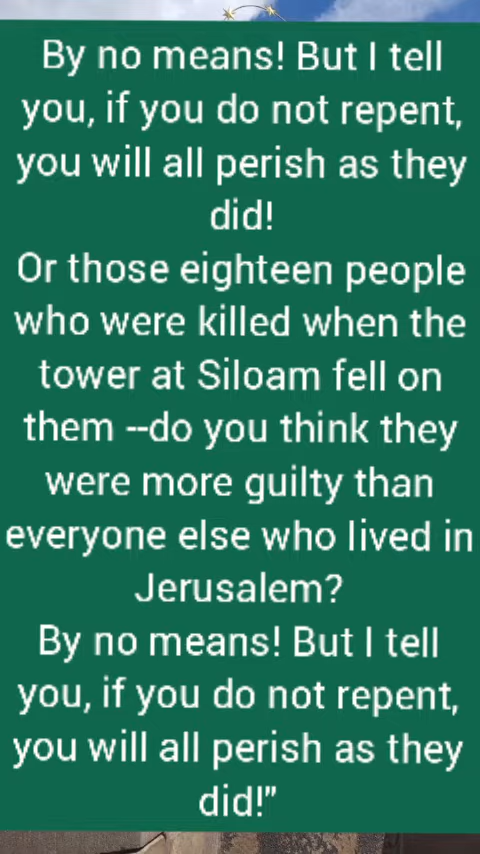 By no means! But I tell
you, if you do not repent,
you will all perish as they
did!
Or those eighteen people
who were killed when the
tower at Siloam fell on
them --do you think they
were more guilty than
everyone else who lived in
Jerusalem?
By no means! But I tell
you, if you do not repent,
you will all perish as they
did!"